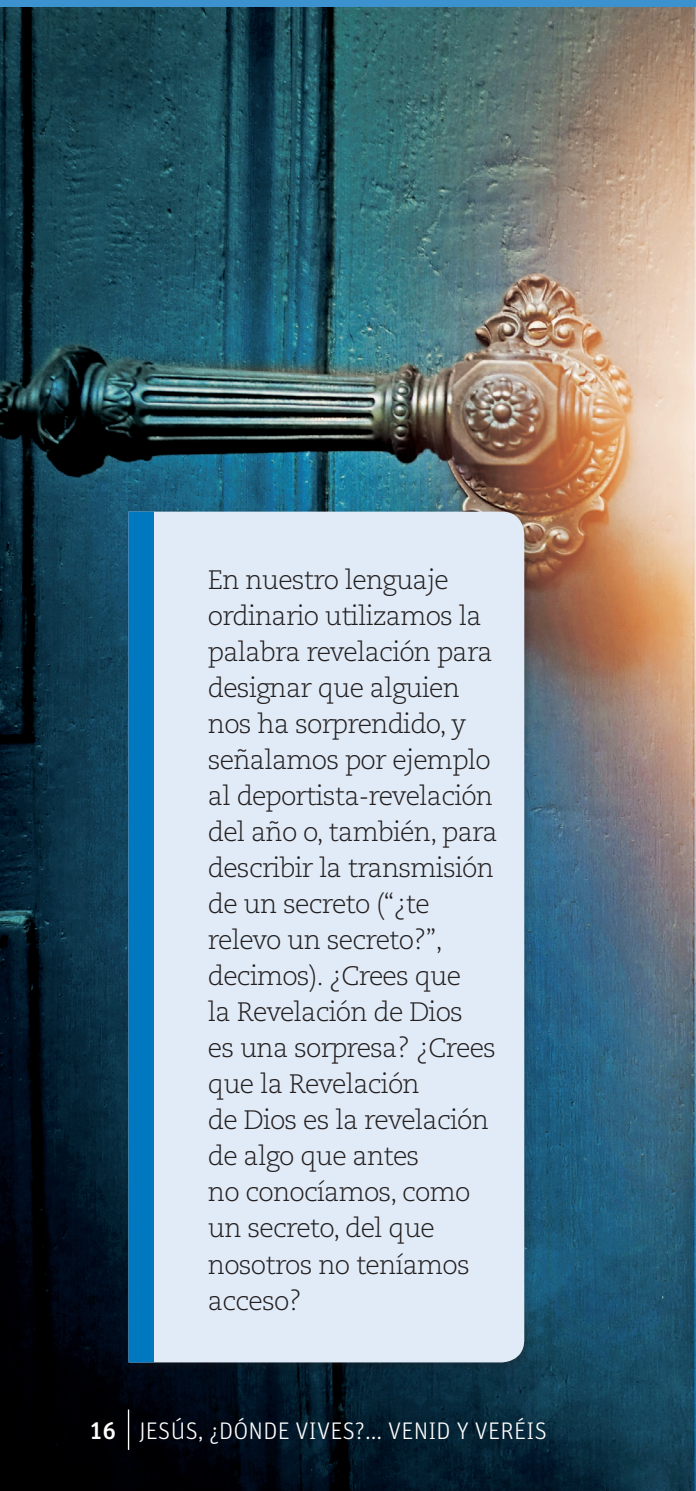 En nuestro lenguaje
ordinario utilizamos la
palabra revelación para
designar que alguien
nos ha sorprendido, y
señalamos por ejemplo
al deportista-revelación
del año o, también, para
describir la transmisión
de un secreto (“¿te
relevo un secreto?”,
decimos). ¿Crees que
la Revelación de Dios
es una sorpresa? ¿Crees
que la Revelación
de Dios es la revelación
de algo que antes
no conocíamos, como
un secreto, del que
nosotros no teníamos
acceso?
16 | JESÚS, ¿DÓNDE VIVES?... VENID Y VERÉIS